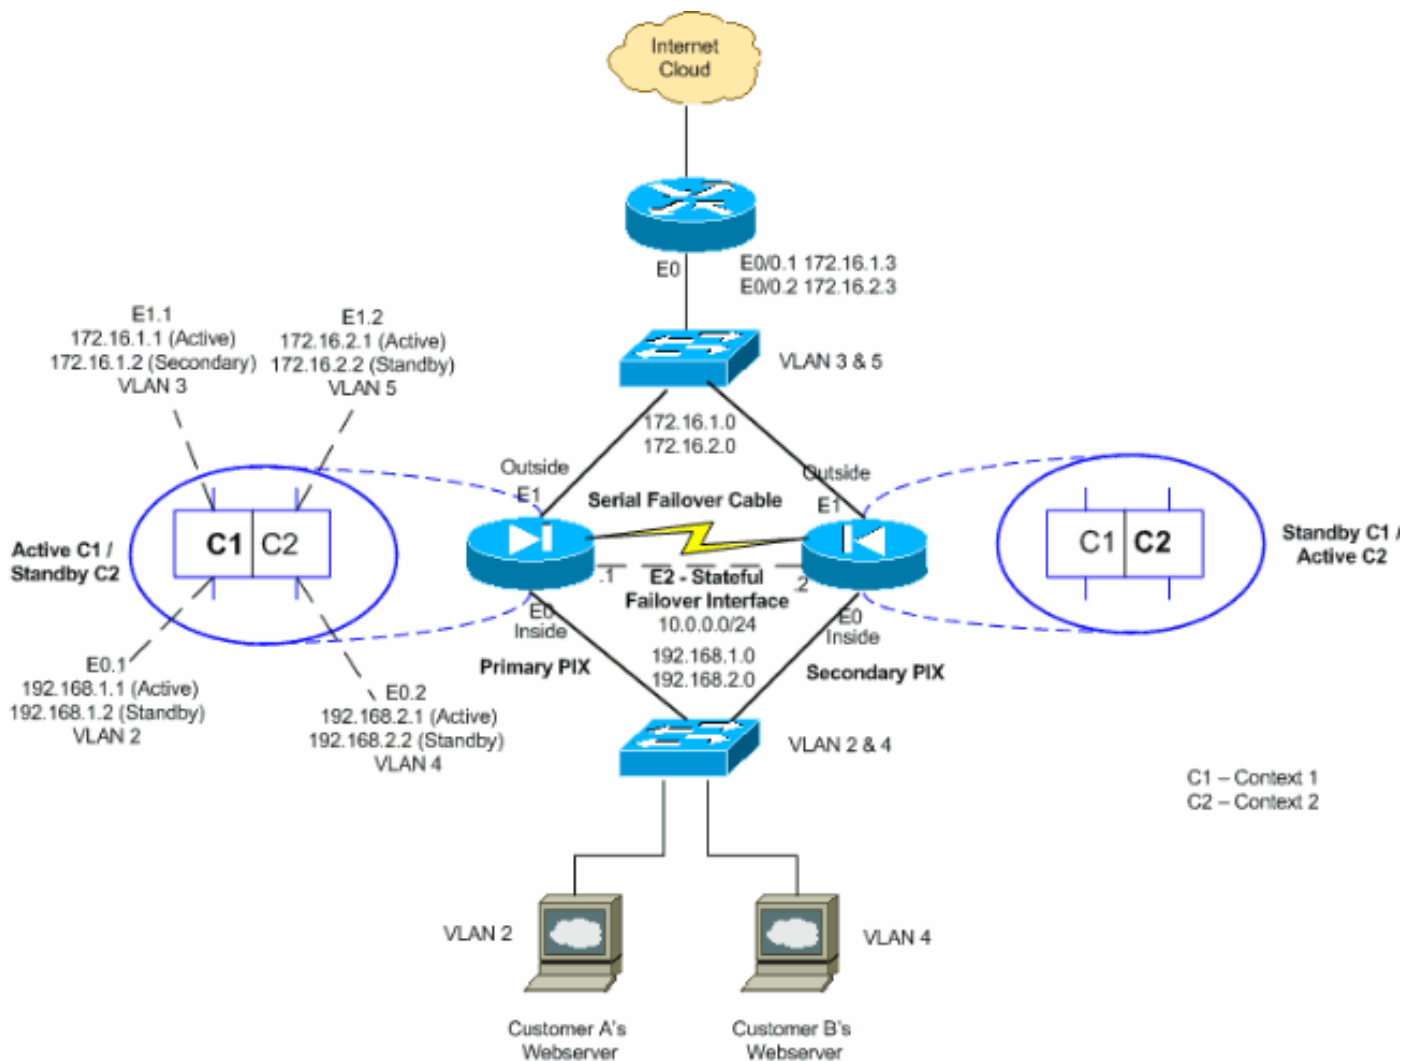 Internet
Cloud
E0
E0/0.1 172.16.1.3
E0/0.2 172.16.2.3
E1.1
172.16.1.1 (Active)
172.16.1.2 (Secondary)
VLAN 3
E1.2
172.16.2.1 (Active)
172.16.2.2 (Standby)
VLAN 5
VLAN 3 & 5
172.16.1.0
172.16.2.0
Outside
E1
Outside
E1
Serial Failover Cable
Active C1 /
Standby C2
C1
C2
C1
C2
Standby C1 /
Active C2
.1
E2 - Stateful
Failover Interface
10.0.0.0/24
.2
E0
Inside
E0
Inside
Primary PIX
192.168.1.0
192.168.2.0
Secondary PIX
E0.1
192.168.1.1 (Active)
192.168.1.2 (Standby)
VLAN 2
E0.2
192.168.2.1 (Active)
192.168.2.2 (Standby)
VLAN 4
VLAN 2 & 4
C1 – Context 1
C2 – Context 2
VLAN 2
VLAN 4
Customer A's
Webserver
Customer B's
Webserver